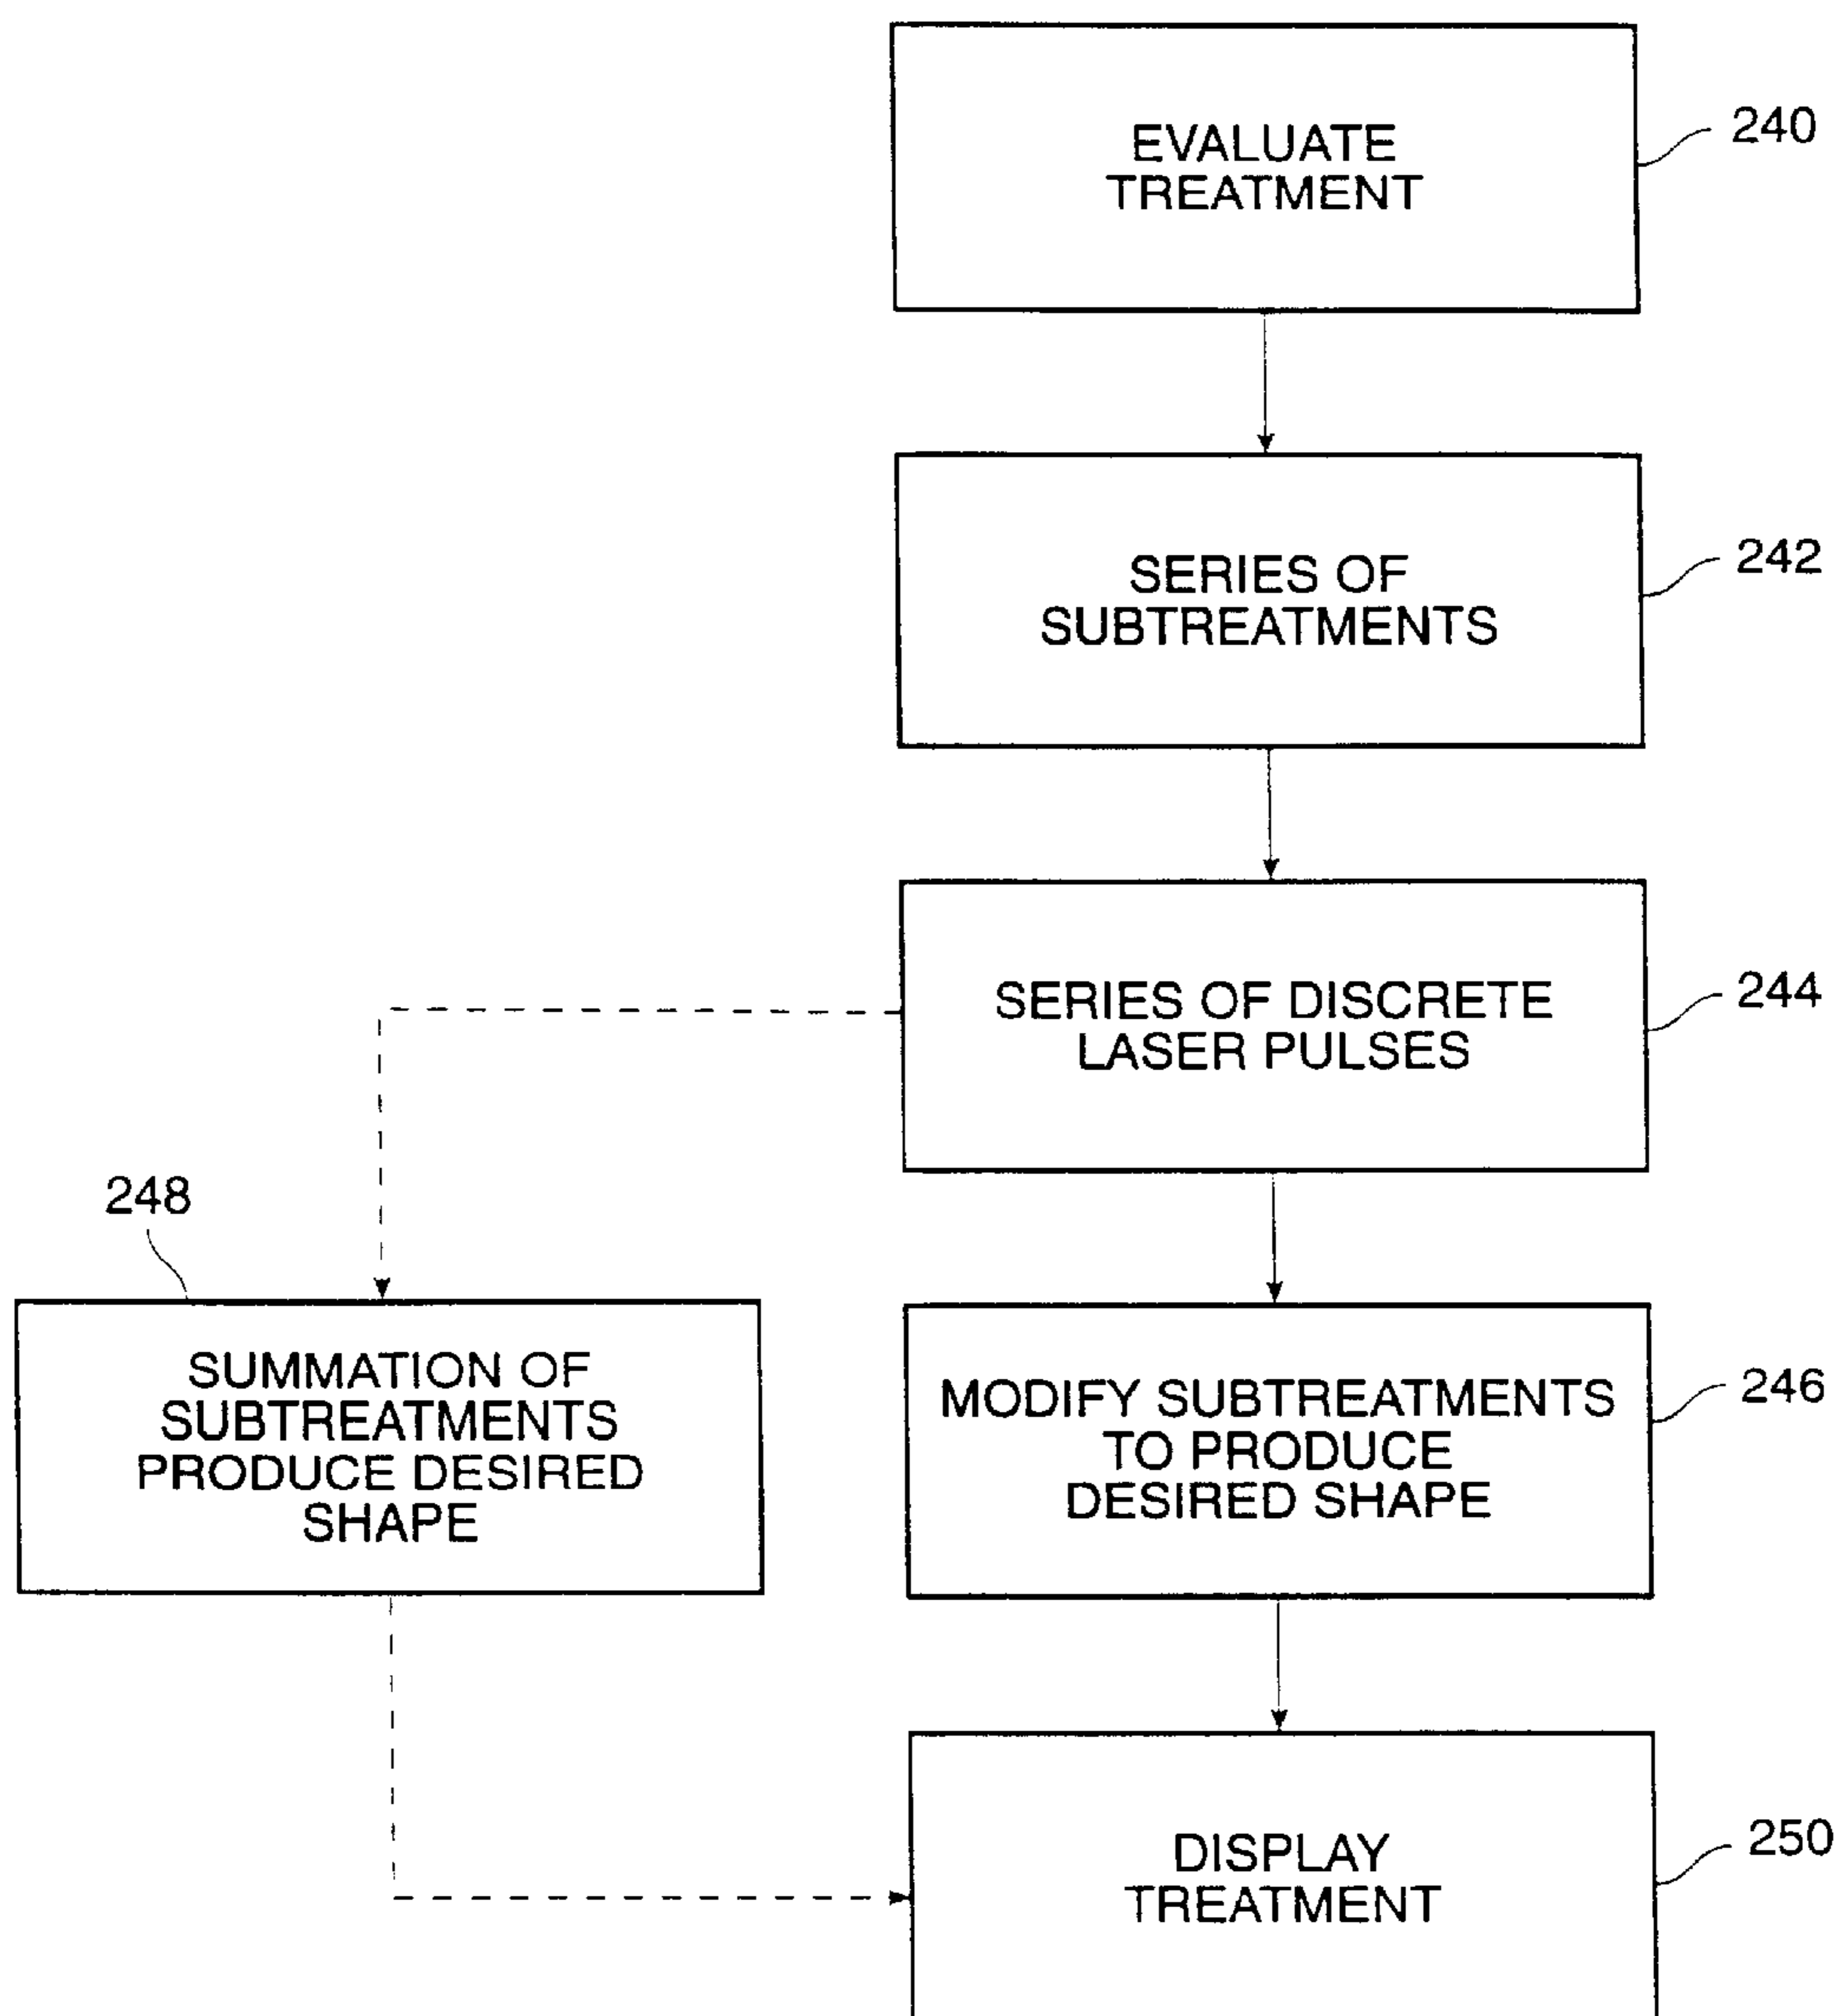 EVALUATE
TREATMENT
240
SERIES OF
SUBTREATMENTS
242
SERIES OF DISCRETE
LASER PULSES
244
248
SUMMATION OF
SUBTREATMENTS
PRODUCE DESIRED
SHAPE
MODIFY SUBTREATMENTS
TO PRODUCE
DESIRED SHAPE
246
DISPLAY
TREATMENT
250